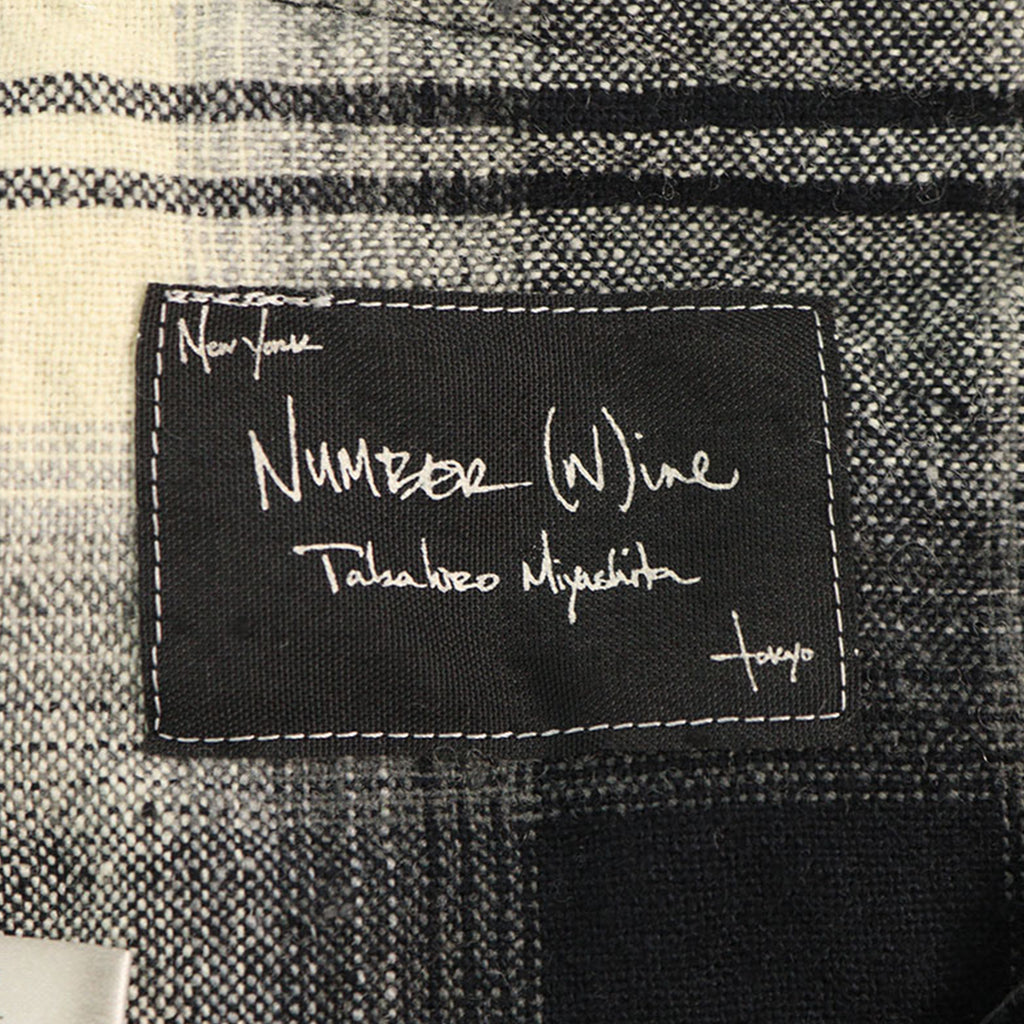 New York
NUMBER (N)ine
Takahiro Miyashita
tokyo